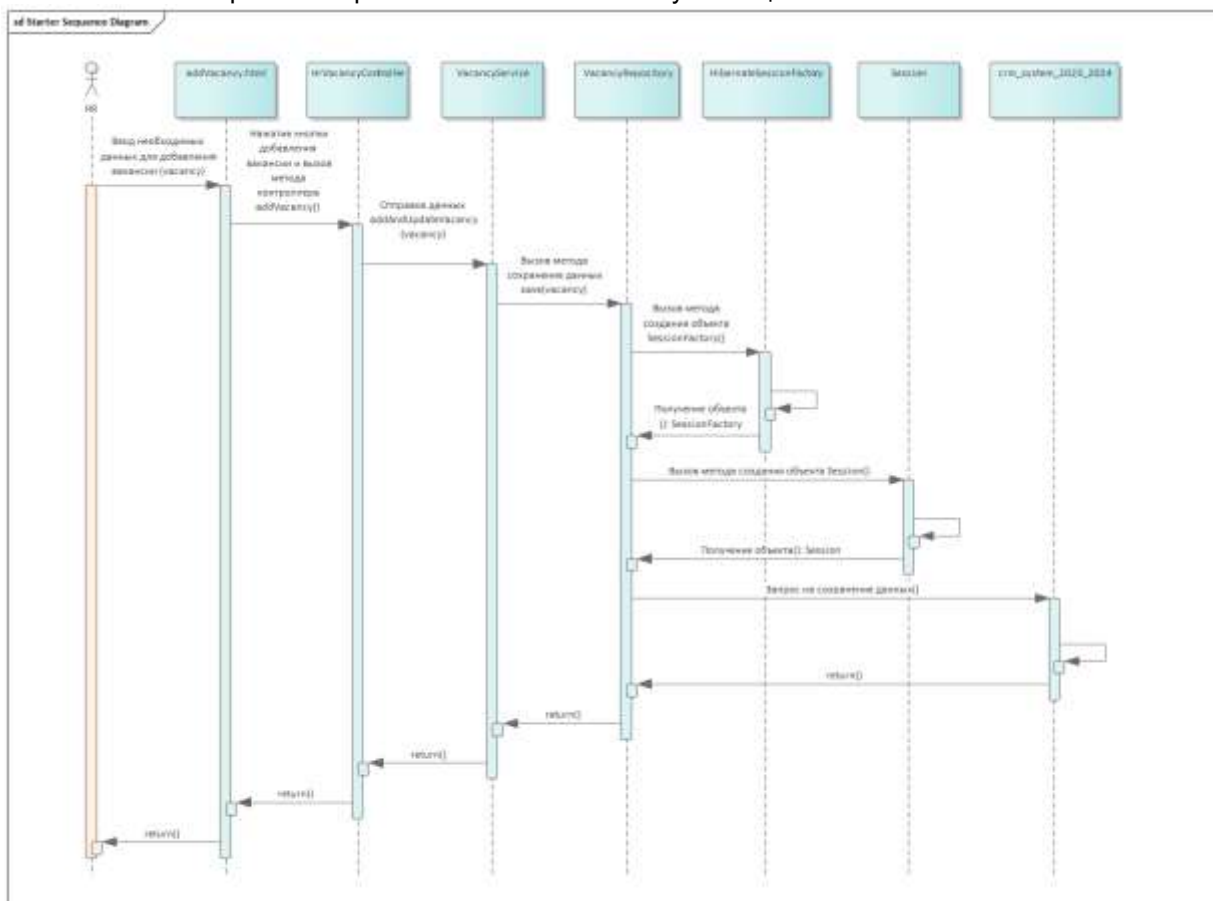 sd Starter Sequence Diagram
HR
addVacancy.html
HrVacancyController
VacancyService
VacancyRepository
HibernateSessionFactory
Session
crm_system_2020_2024
Ввод необходимых
данных для добавления
вакансии (vacancy)
Нажатие кнопки
добавления
вакансии и вызов
метода
контроллера
addVacancy()
Отправка данных
addAndUpdateVacancy
(vacancy)
Вызов метода
сохранения данных
save(vacancy)
Вызов метода
создания объекта
SessionFactory()
Получение объекта
(): SessionFactory
Вызов метода создания объекта Session()
Получение объекта(): Session
Запрос на сохранение данных()
return()
return()
return()
return()
return()